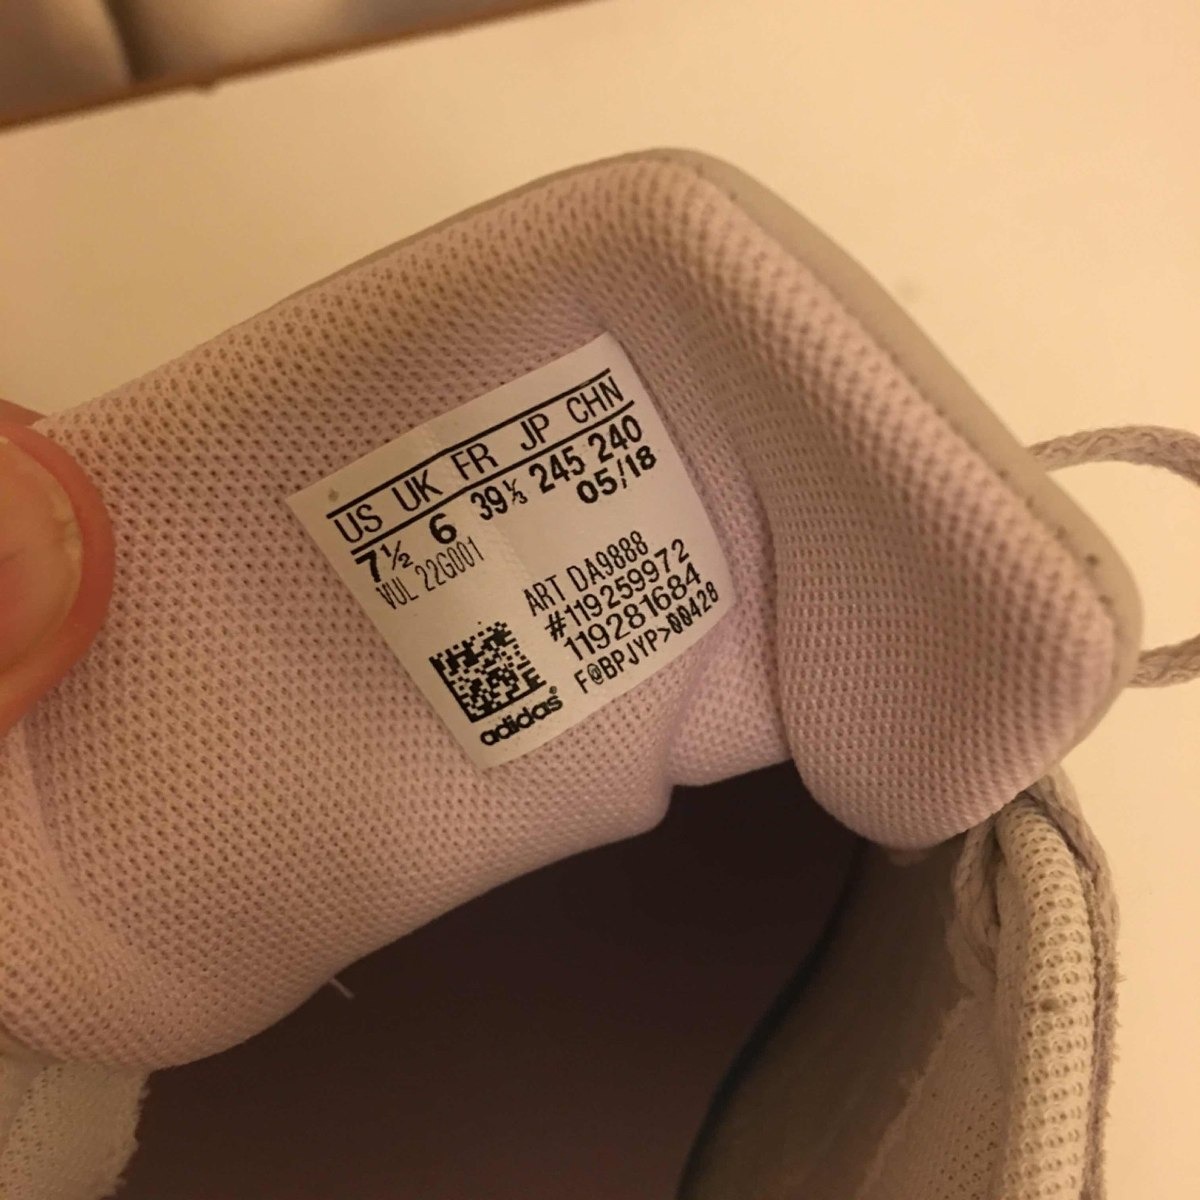 US UK FR JP CHN
7½ 6 39⅓ 245 240
VUL 22G001 05/18
ART DA9888
#119259972
119281684
F@BPJYP>00428
adidas®